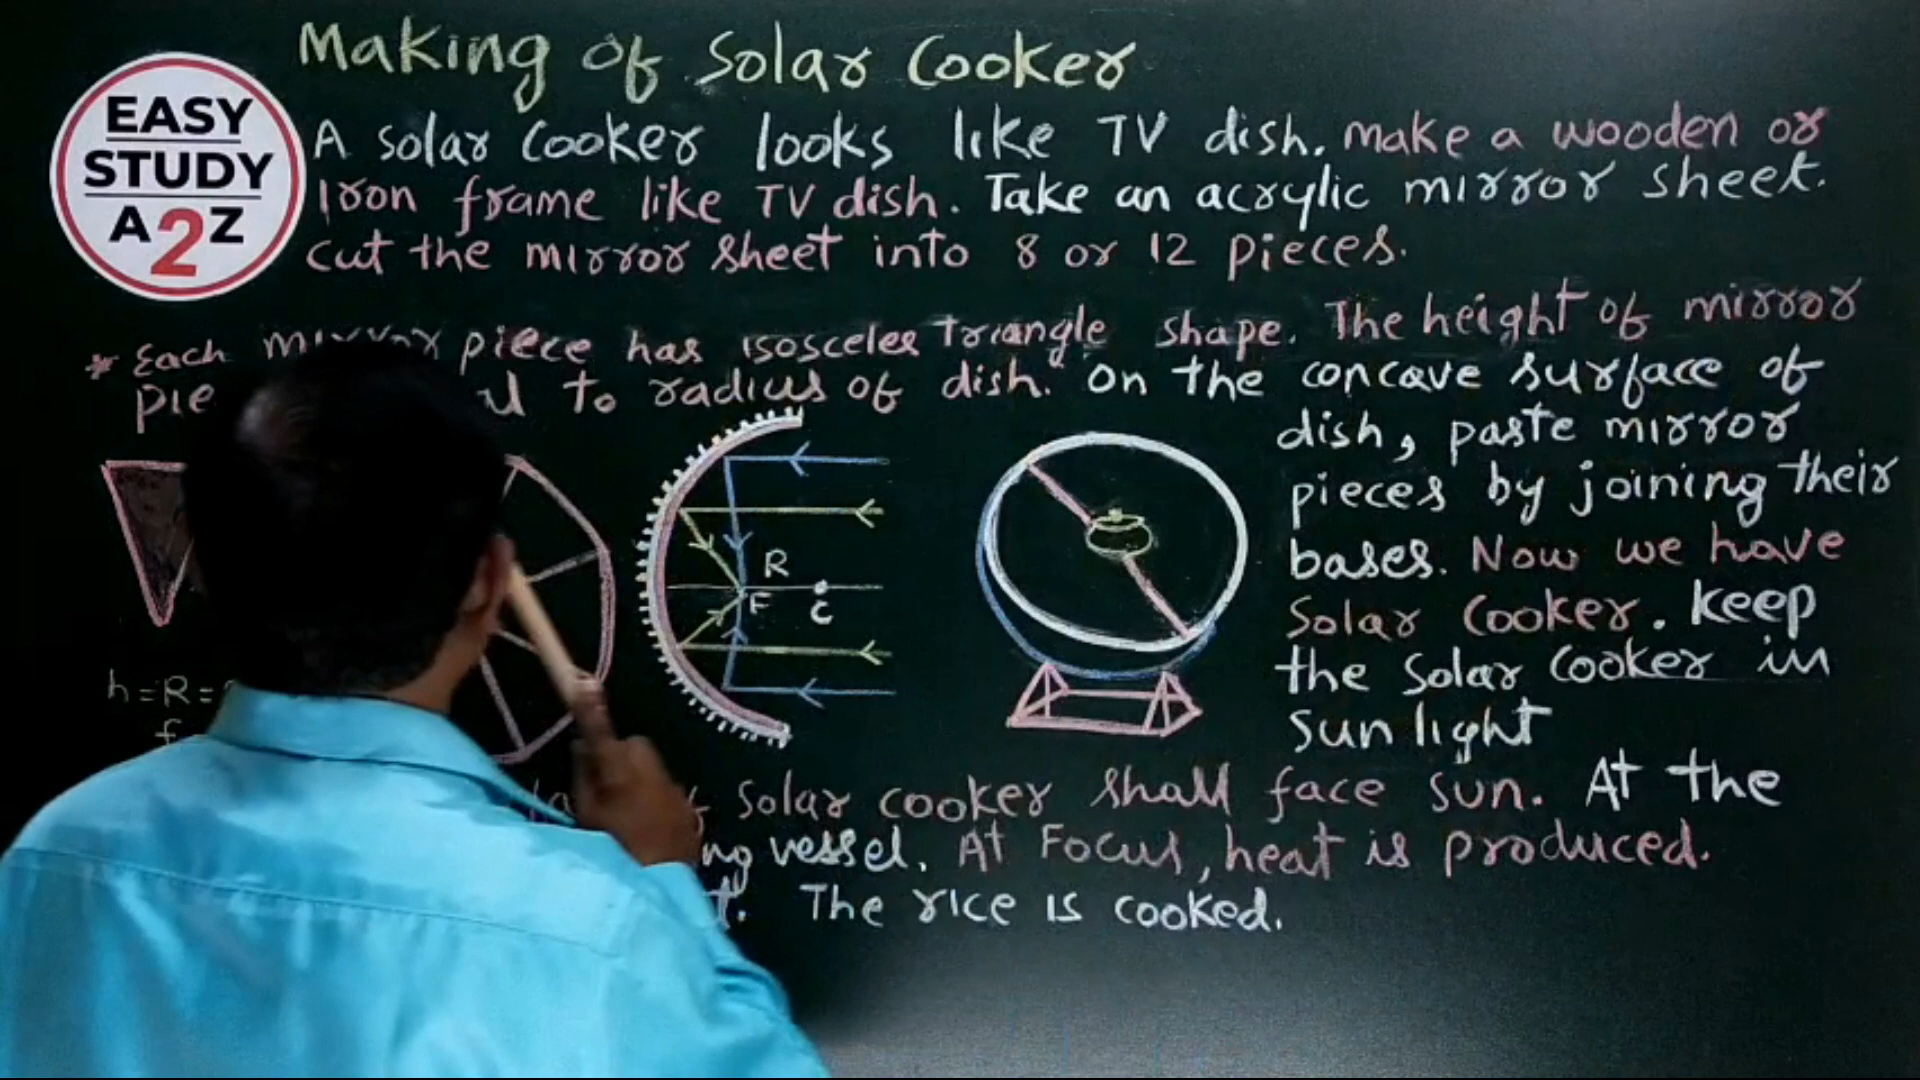 Making of Solar Cooker
EASY
STUDY
A2Z
A solar cooker looks like TV dish. Make a wooden or
Iron frame like TV dish. Take an acrylic mirror sheet.
cut the mirror sheet into 8 or 12 pieces.
* Each mirror piece has isosceles triangle shape. The height of mirror
to radius of dish. On the concave surface of
dish, paste mirror
pieces by joining their
bases. Now we have
Solar Cooker. Keep
the solar cooker in
sun light
R
F
C
h=R=
f
Solar cooker shall face sun. At the
vessel. At Focus, heat is produced.
The rice is cooked.